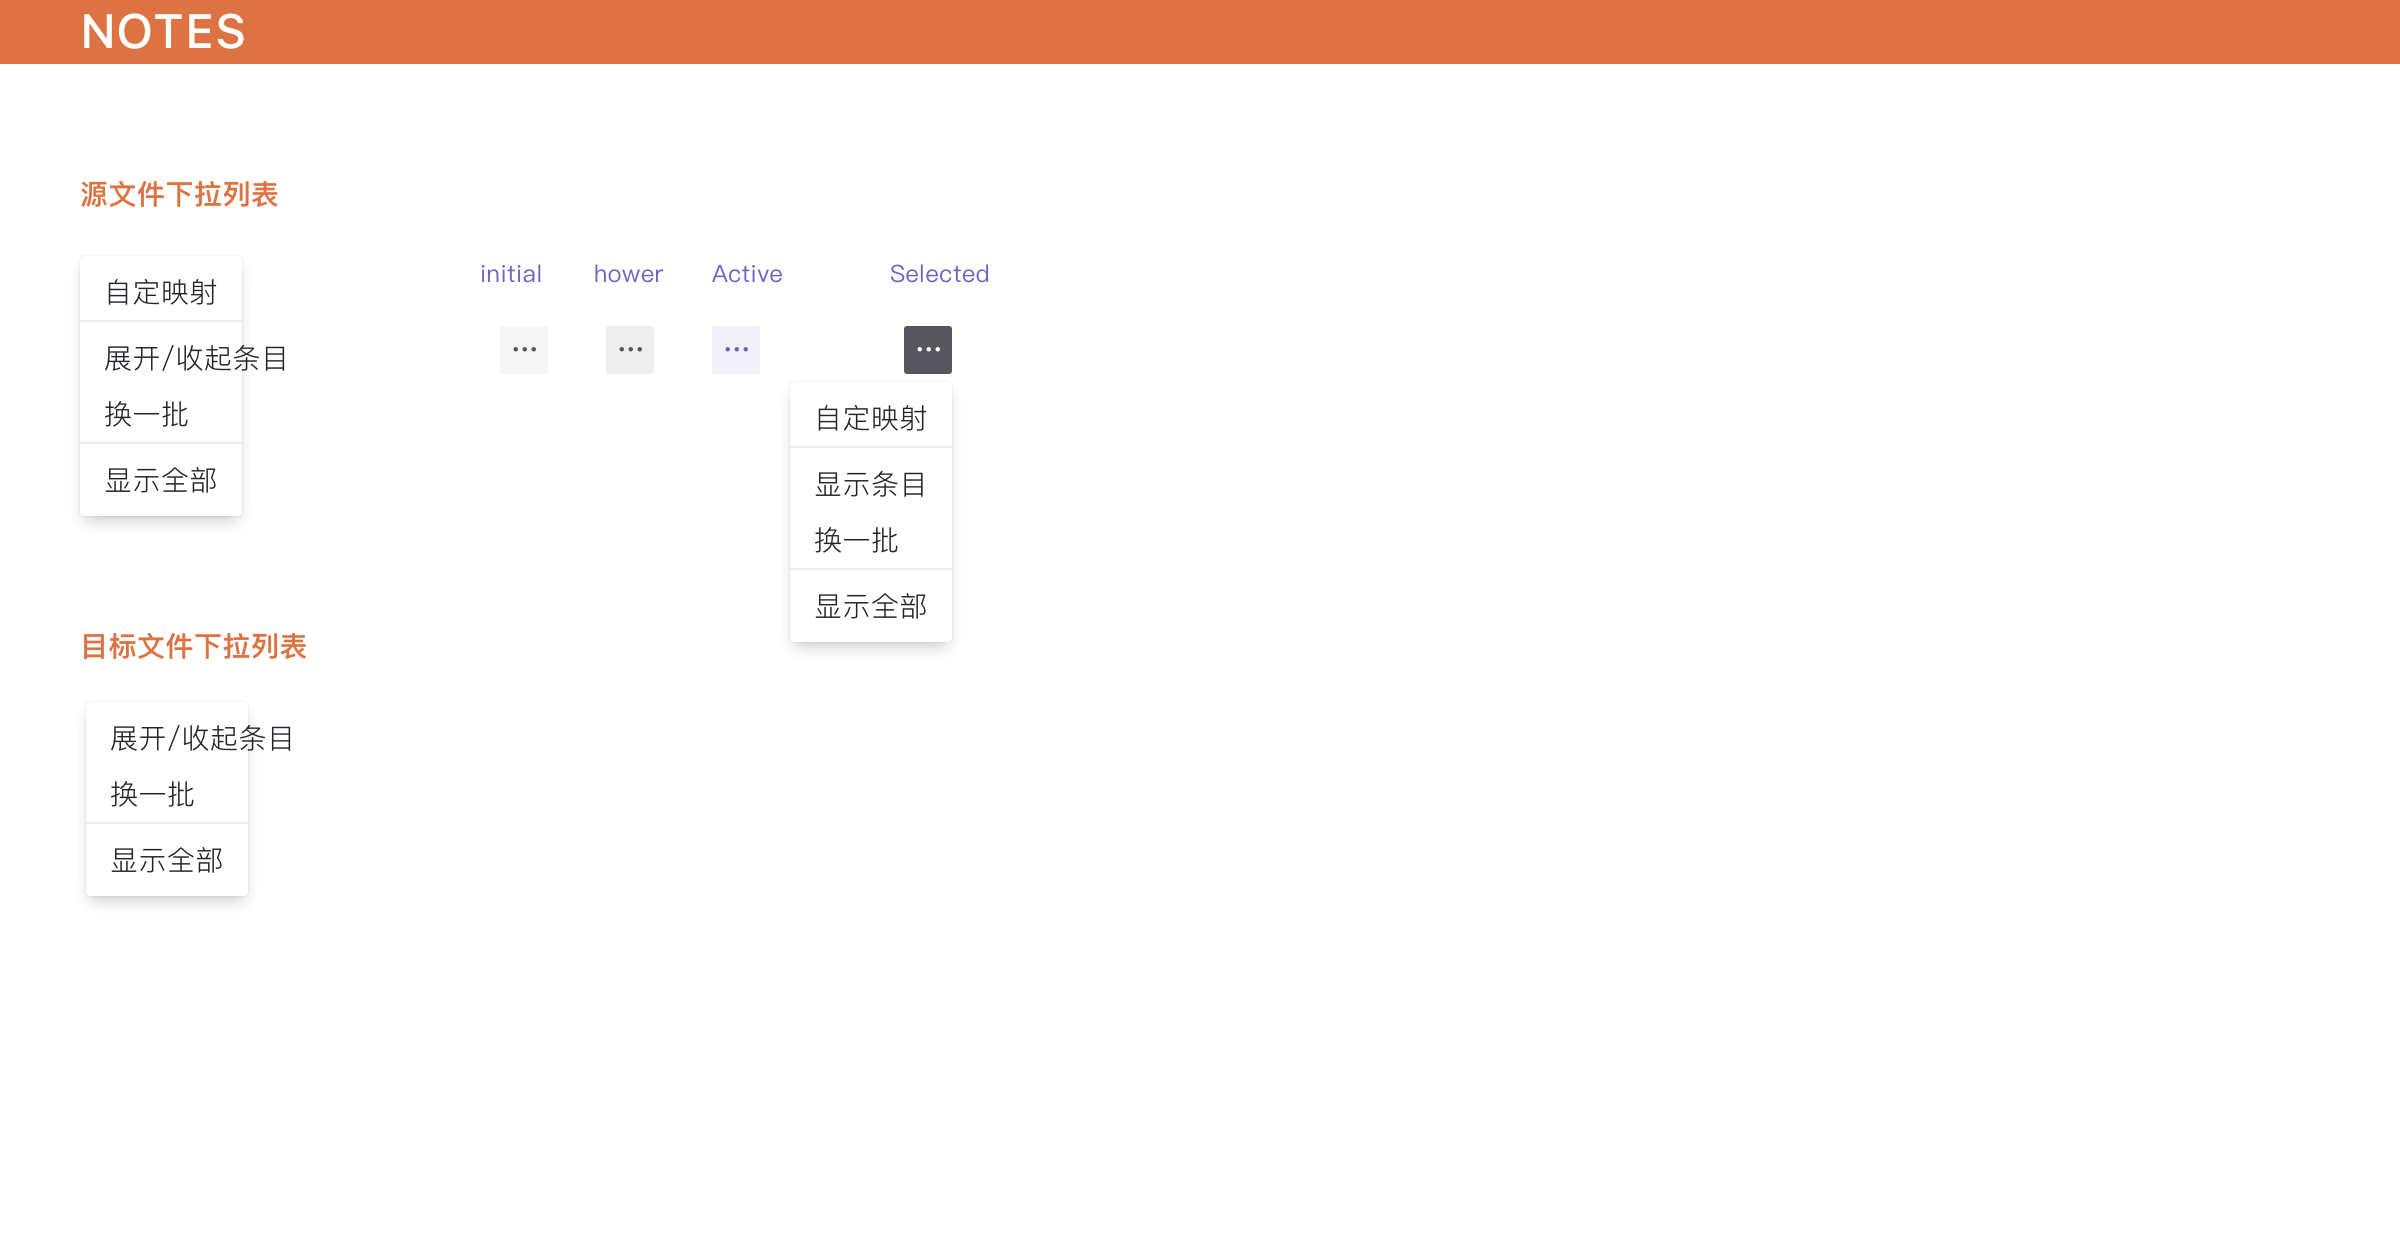 NOTES
源文件下拉列表
自定映射
展开/收起条目
换一批
显示全部
initial
hower
Active
Selected
自定映射
显示条目
换一批
显示全部
目标文件下拉列表
展开/收起条目
换一批
显示全部